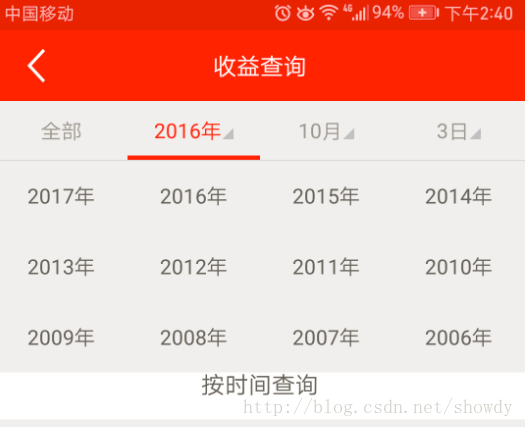 中国移动 4G 94% 下午2:40
收益查询
全部 2016年 10月 3日
2017年 2016年 2015年 2014年
2013年 2012年 2011年 2010年
2009年 2008年 2007年 2006年
按时间查询
http://blog.csdn.net/showdy